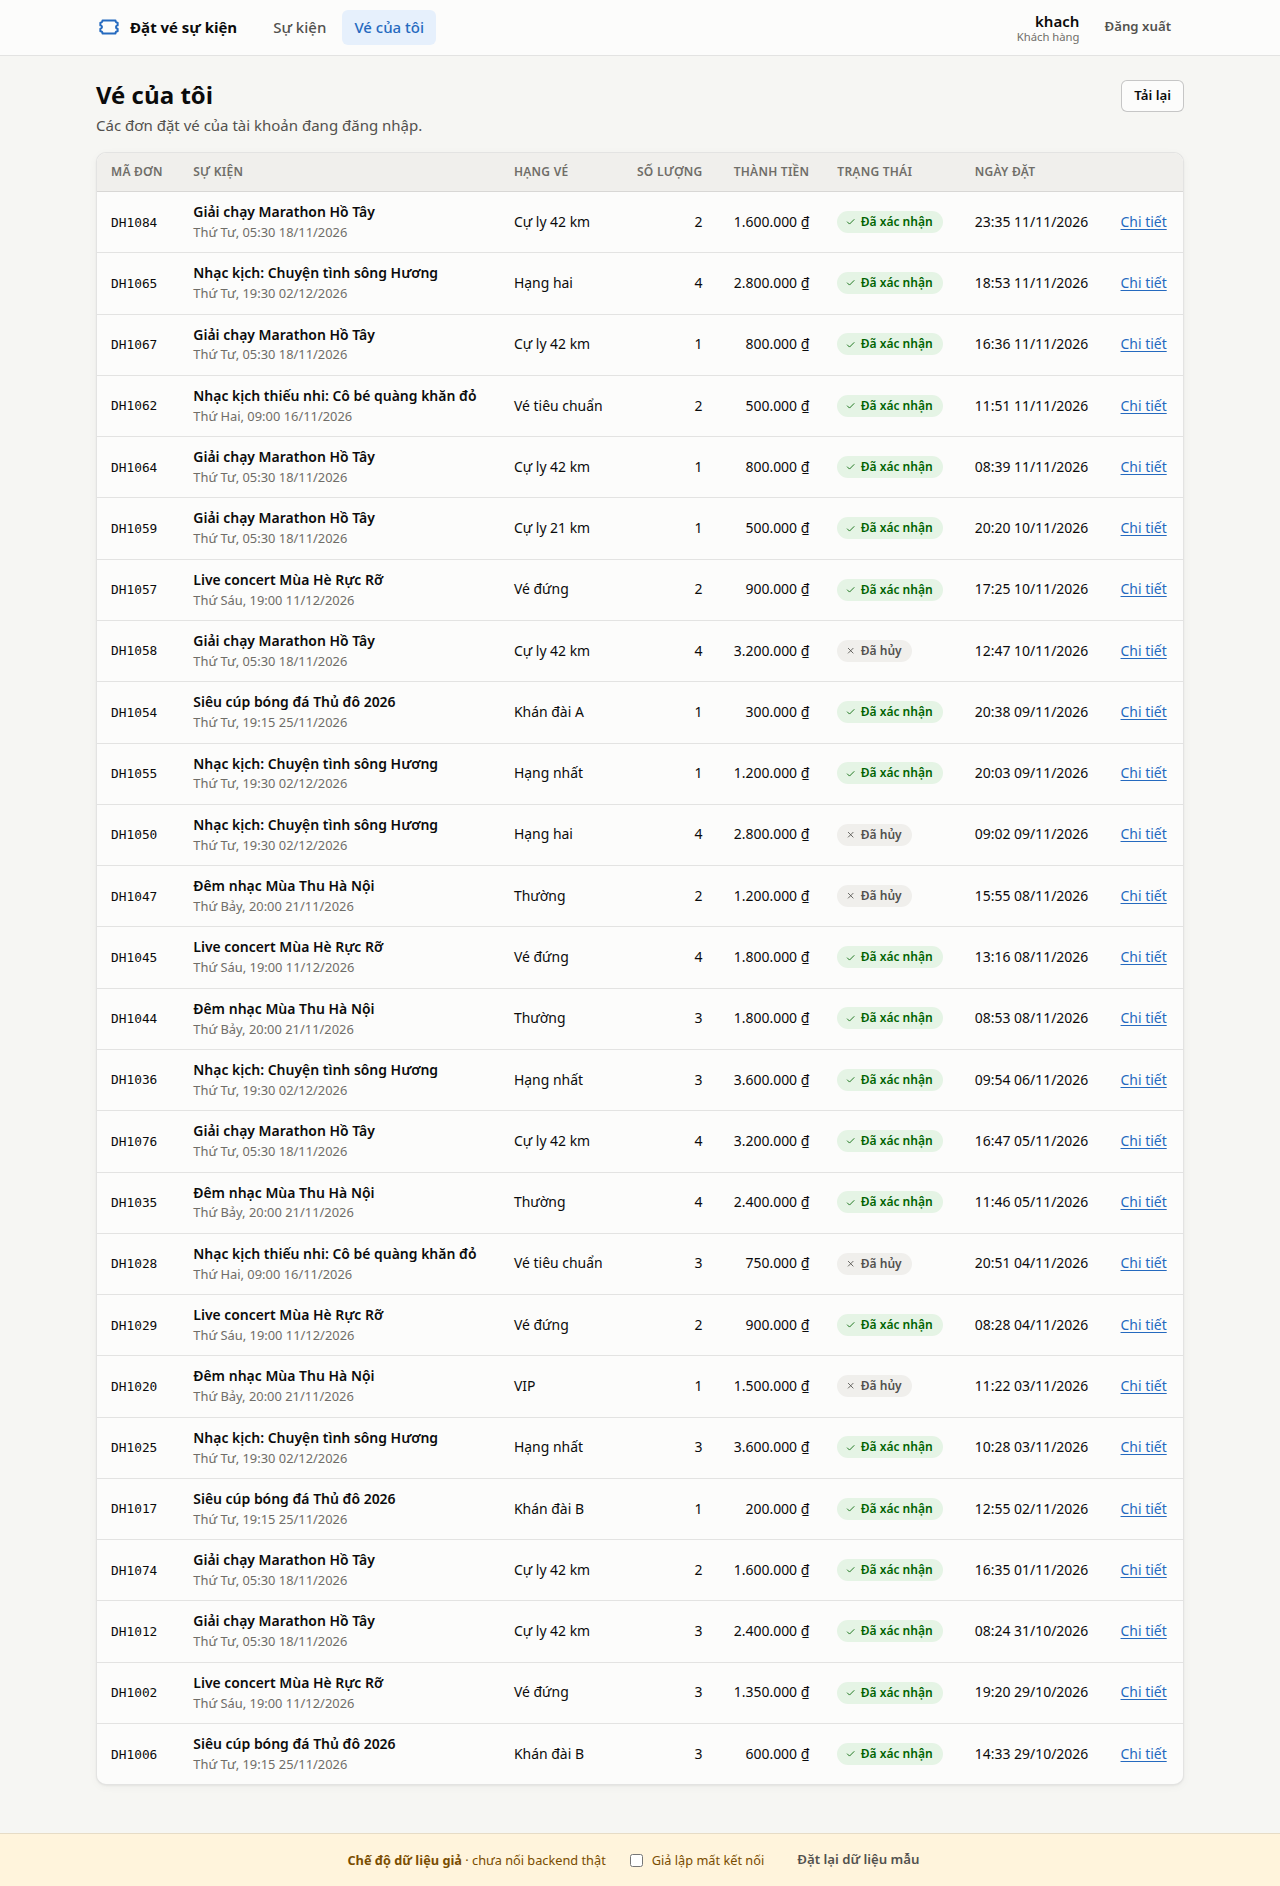 Đặt vé sự kiện Sự kiện Vé của tôi khach Đăng xuất
Khách hàng
Vé của tôi Tải lại
Các đơn đặt vé của tài khoản đang đăng nhập.
MÃ ĐƠN SỰ KIỆN HẠNG VÉ SỐ LƯỢNG THÀNH TIỀN TRẠNG THÁI NGÀY ĐẶT
DH1084 Giải chạy Marathon Hồ Tây Cự ly 42 km 2 1.600.000 ₫ Đã xác nhận 23:35 11/11/2026 Chi tiết
Thứ Tư, 05:30 18/11/2026
DH1065 Nhạc kịch: Chuyện tình sông Hương Hạng hai 4 2.800.000 ₫ Đã xác nhận 18:53 11/11/2026 Chi tiết
Thứ Tư, 19:30 02/12/2026
DH1067 Giải chạy Marathon Hồ Tây Cự ly 42 km 1 800.000 ₫ Đã xác nhận 16:36 11/11/2026 Chi tiết
Thứ Tư, 05:30 18/11/2026
DH1062 Nhạc kịch thiếu nhi: Cô bé quàng khăn đỏ Vé tiêu chuẩn 2 500.000 ₫ Đã xác nhận 11:51 11/11/2026 Chi tiết
Thứ Hai, 09:00 16/11/2026
DH1064 Giải chạy Marathon Hồ Tây Cự ly 42 km 1 800.000 ₫ Đã xác nhận 08:39 11/11/2026 Chi tiết
Thứ Tư, 05:30 18/11/2026
DH1059 Giải chạy Marathon Hồ Tây Cự ly 21 km 1 500.000 ₫ Đã xác nhận 20:20 10/11/2026 Chi tiết
Thứ Tư, 05:30 18/11/2026
DH1057 Live concert Mùa Hè Rực Rỡ Vé đứng 2 900.000 ₫ Đã xác nhận 17:25 10/11/2026 Chi tiết
Thứ Sáu, 19:00 11/12/2026
DH1058 Giải chạy Marathon Hồ Tây Cự ly 42 km 4 3.200.000 ₫ Đã hủy 12:47 10/11/2026 Chi tiết
Thứ Tư, 05:30 18/11/2026
DH1054 Siêu cúp bóng đá Thủ đô 2026 Khán đài A 1 300.000 ₫ Đã xác nhận 20:38 09/11/2026 Chi tiết
Thứ Tư, 19:15 25/11/2026
DH1055 Nhạc kịch: Chuyện tình sông Hương Hạng nhất 1 1.200.000 ₫ Đã xác nhận 20:03 09/11/2026 Chi tiết
Thứ Tư, 19:30 02/12/2026
DH1050 Nhạc kịch: Chuyện tình sông Hương Hạng hai 4 2.800.000 ₫ Đã hủy 09:02 09/11/2026 Chi tiết
Thứ Tư, 19:30 02/12/2026
DH1047 Đêm nhạc Mùa Thu Hà Nội Thường 2 1.200.000 ₫ Đã hủy 15:55 08/11/2026 Chi tiết
Thứ Bảy, 20:00 21/11/2026
DH1045 Live concert Mùa Hè Rực Rỡ Vé đứng 4 1.800.000 ₫ Đã xác nhận 13:16 08/11/2026 Chi tiết
Thứ Sáu, 19:00 11/12/2026
DH1044 Đêm nhạc Mùa Thu Hà Nội Thường 3 1.800.000 ₫ Đã xác nhận 08:53 08/11/2026 Chi tiết
Thứ Bảy, 20:00 21/11/2026
DH1036 Nhạc kịch: Chuyện tình sông Hương Hạng nhất 3 3.600.000 ₫ Đã xác nhận 09:54 06/11/2026 Chi tiết
Thứ Tư, 19:30 02/12/2026
DH1076 Giải chạy Marathon Hồ Tây Cự ly 42 km 4 3.200.000 ₫ Đã xác nhận 16:47 05/11/2026 Chi tiết
Thứ Tư, 05:30 18/11/2026
DH1035 Đêm nhạc Mùa Thu Hà Nội Thường 4 2.400.000 ₫ Đã xác nhận 11:46 05/11/2026 Chi tiết
Thứ Bảy, 20:00 21/11/2026
DH1028 Nhạc kịch thiếu nhi: Cô bé quàng khăn đỏ Vé tiêu chuẩn 3 750.000 ₫ Đã hủy 20:51 04/11/2026 Chi tiết
Thứ Hai, 09:00 16/11/2026
DH1029 Live concert Mùa Hè Rực Rỡ Vé đứng 2 900.000 ₫ Đã xác nhận 08:28 04/11/2026 Chi tiết
Thứ Sáu, 19:00 11/12/2026
DH1020 Đêm nhạc Mùa Thu Hà Nội VIP 1 1.500.000 ₫ Đã hủy 11:22 03/11/2026 Chi tiết
Thứ Bảy, 20:00 21/11/2026
DH1025 Nhạc kịch: Chuyện tình sông Hương Hạng nhất 3 3.600.000 ₫ Đã xác nhận 10:28 03/11/2026 Chi tiết
Thứ Tư, 19:30 02/12/2026
DH1017 Siêu cúp bóng đá Thủ đô 2026 Khán đài B 1 200.000 ₫ Đã xác nhận 12:55 02/11/2026 Chi tiết
Thứ Tư, 19:15 25/11/2026
DH1074 Giải chạy Marathon Hồ Tây Cự ly 42 km 2 1.600.000 ₫ Đã xác nhận 16:35 01/11/2026 Chi tiết
Thứ Tư, 05:30 18/11/2026
DH1012 Giải chạy Marathon Hồ Tây Cự ly 42 km 3 2.400.000 ₫ Đã xác nhận 08:24 31/10/2026 Chi tiết
Thứ Tư, 05:30 18/11/2026
DH1002 Live concert Mùa Hè Rực Rỡ Vé đứng 3 1.350.000 ₫ Đã xác nhận 19:20 29/10/2026 Chi tiết
Thứ Sáu, 19:00 11/12/2026
DH1006 Siêu cúp bóng đá Thủ đô 2026 Khán đài B 3 600.000 ₫ Đã xác nhận 14:33 29/10/2026 Chi tiết
Thứ Tư, 19:15 25/11/2026
Chế độ dữ liệu giả · chưa nối backend thật Giả lập mất kết nối Đặt lại dữ liệu mẫu